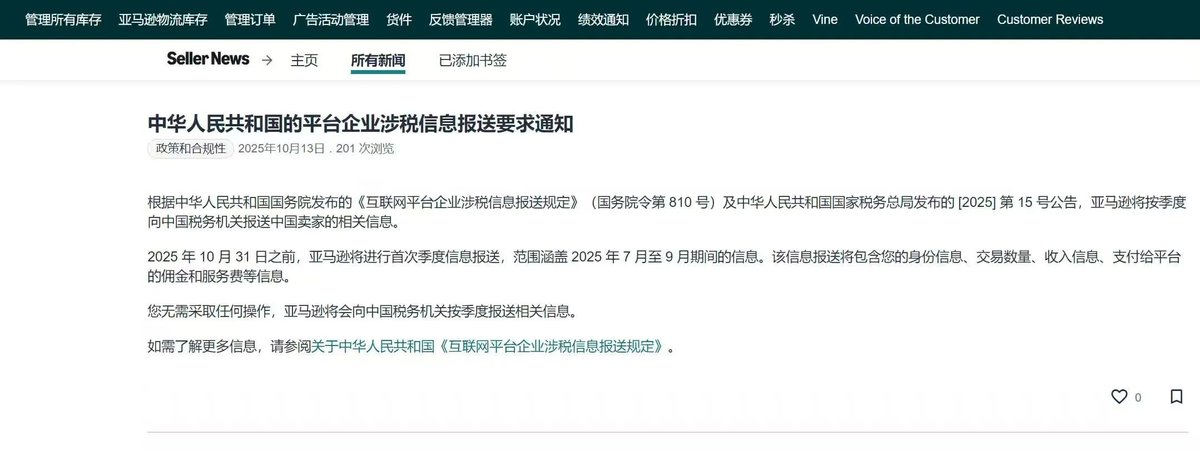 管理所有库存 亚马逊物流库存 管理订单 广告活动管理 货件 反馈管理器 账户状况 绩效通知 价格折扣 优惠券 秒杀 Vine Voice of the Customer Customer Reviews
Seller News → 主页 所有新闻 已添加书签
中华人民共和国的平台企业涉税信息报送要求通知
政策和合规性 2025年10月13日 . 201 次浏览
根据中华人民共和国国务院发布的《互联网平台企业涉税信息报送规定》（国务院令第 810 号）及中华人民共和国国家税务总局发布的 [2025] 第 15 号公告，亚马逊将按季度
向中国税务机关报送中国卖家的相关信息。
2025 年 10 月 31 日之前，亚马逊将进行首次季度信息报送，范围涵盖 2025 年 7 月至 9 月期间的信息。该信息报送将包含您的身份信息、交易数量、收入信息、支付给平台
的佣金和服务费等信息。
您无需采取任何操作，亚马逊将会向中国税务机关按季度报送相关信息。
如需了解更多信息，请参阅关于中华人民共和国《互联网平台企业涉税信息报送规定》。
0